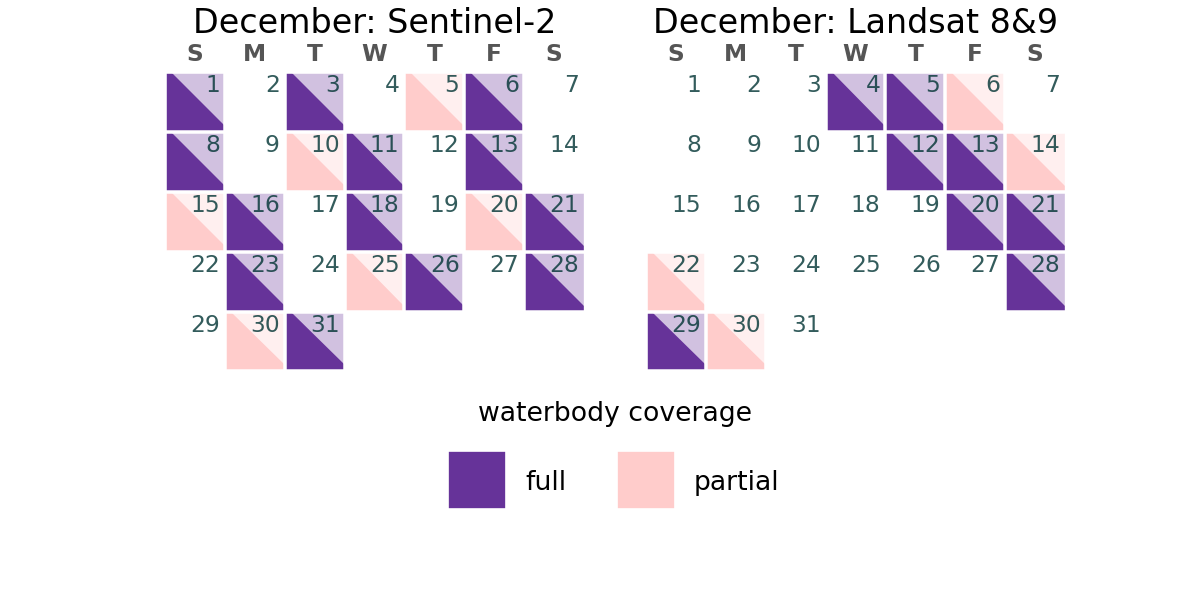 December: Sentinel-2
S M T W T F S
1 2 3 4 5 6 7
8 9 10 11 12 13 14
15 16 17 18 19 20 21
22 23 24 25 26 27 28
29 30 31
December: Landsat 8&9
S M T W T F S
1 2 3 4 5 6 7
8 9 10 11 12 13 14
15 16 17 18 19 20 21
22 23 24 25 26 27 28
29 30 31
waterbody coverage
full
partial